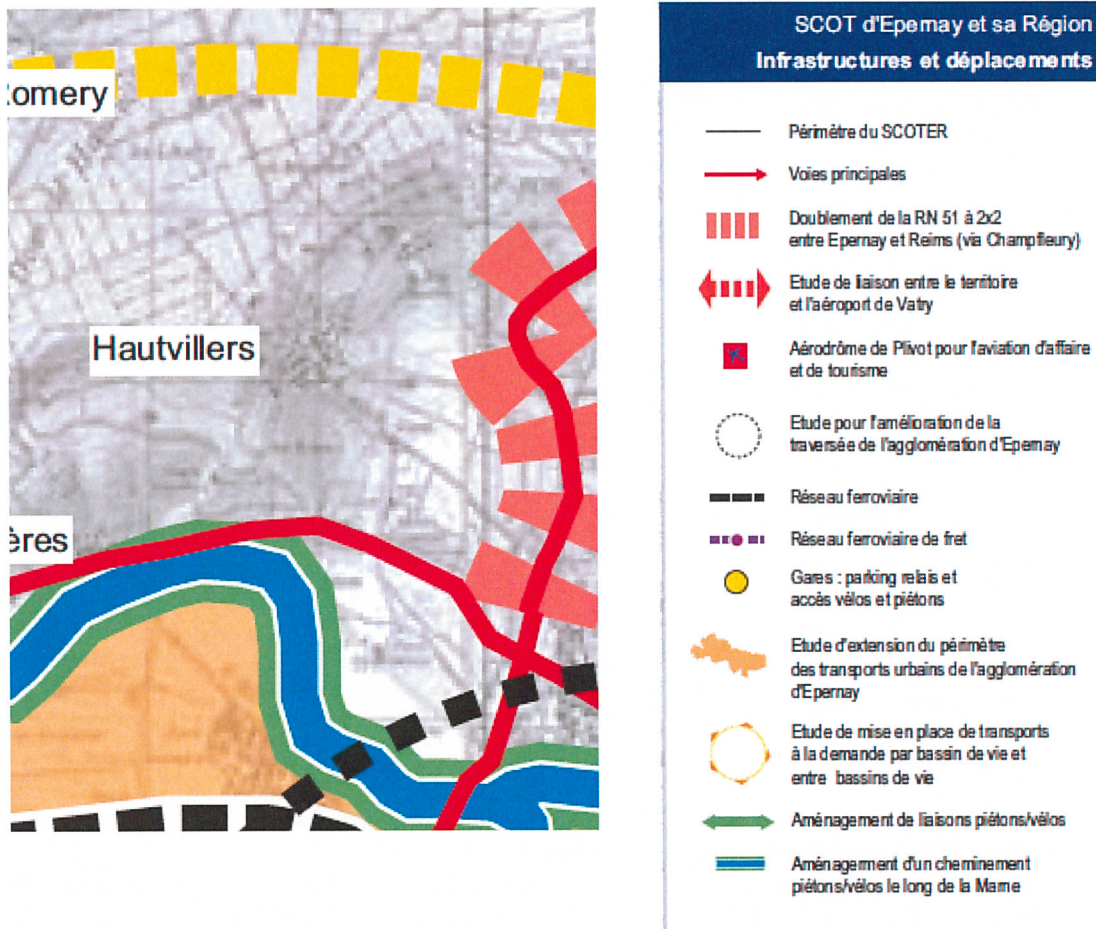 omery
Hautvillers
ères
SCOT d'Epernay et sa Région
Infrastructures et déplacements
Périmètre du SCOTER
Voies principales
Doublement de la RN 51 à 2x2
entre Epernay et Reims (via Champfleury)
Etude de liaison entre le territoire
et l'aéroport de Vatry
Aérodrôme de Plivot pour l'aviation d'affaire
et de tourisme
Etude pour l'amélioration de la
traversée de l'agglomération d'Epernay
Réseau ferroviaire
Réseau ferroviaire de fret
Gares : parking relais et
accès vélos et piétons
Etude d'extension du périmètre
des transports urbains de l'agglomération
d'Epernay
Etude de mise en place de transports
à la demande par bassin de vie et
entre bassins de vie
Aménagement de liaisons piétons/vélos
Aménagerment d'un cheminement
piétons/vélos le long de la Marne